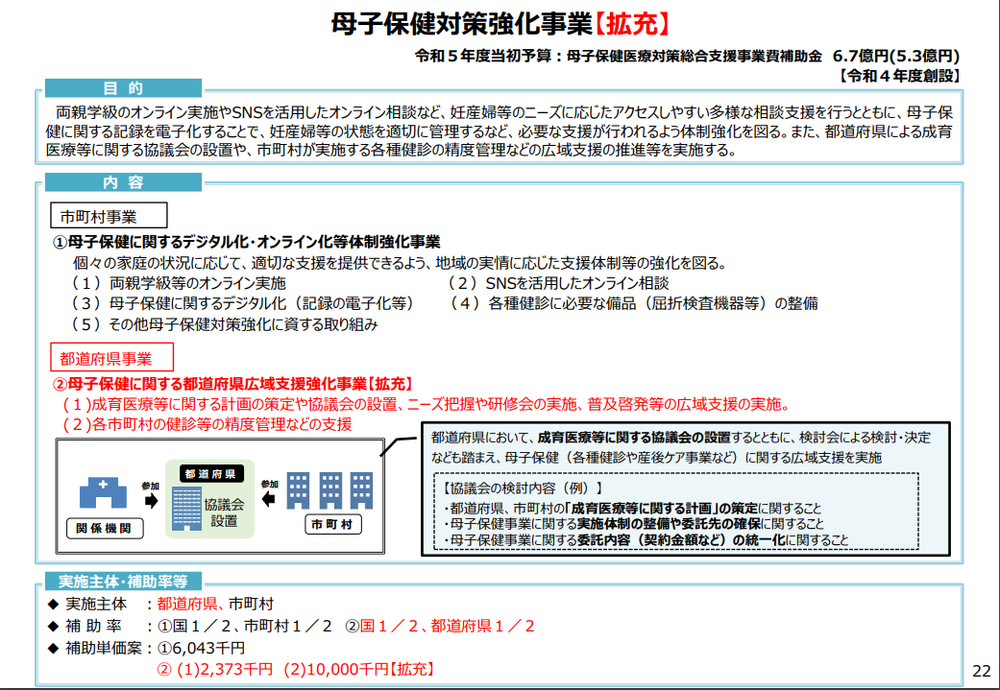 母子保健対策強化事業【拡充】
令和５年度当初予算：母子保健医療対策総合支援事業費補助金 6.7億円(5.3億円)
【令和４年度創設】
目 的
両親学級のオンライン実施やSNSを活用したオンライン相談など、妊産婦等のニーズに応じたアクセスしやすい多様な相談支援を行うとともに、母子保
健に関する記録を電子化することで、妊産婦等の状態を適切に管理するなど、必要な支援が行われるよう体制強化を図る。また、都道府県による成育
医療等に関する協議会の設置や、市町村が実施する各種健診の精度管理などの広域支援の推進等を実施する。
内 容
市町村事業
①母子保健に関するデジタル化・オンライン化等体制強化事業
個々の家庭の状況に応じて、適切な支援を提供できるよう、地域の実情に応じた支援体制等の強化を図る。
（１）両親学級等のオンライン実施 （２）SNSを活用したオンライン相談
（３）母子保健に関するデジタル化（記録の電子化等） （４）各種健診に必要な備品（屈折検査機器等）の整備
（５）その他母子保健対策強化に資する取り組み
都道府県事業
②母子保健に関する都道府県広域支援強化事業【拡充】
(１)成育医療等に関する計画の策定や協議会の設置、ニーズ把握や研修会の実施、普及啓発等の広域支援の実施。
(２)各市町村の健診等の精度管理などの支援
関係機関
参加
都道府県
協議会
設置
参加
市町村
都道府県において、成育医療等に関する協議会の設置するとともに、検討会による検討・決定
なども踏まえ、母子保健（各種健診や産後ケア事業など）に関する広域支援を実施
【協議会の検討内容（例）】
・都道府県、市町村の「成育医療等に関する計画」の策定に関すること
・母子保健事業に関する実施体制の整備や委託先の確保に関すること
・母子保健事業に関する委託内容（契約金額など）の統一化に関すること
実施主体・補助率等
◆ 実施主体 ：都道府県、市町村
◆ 補 助 率 ：①国１／２、市町村１／２ ②国１／２、都道府県１／２
◆ 補助単価案：①6,043千円
② (1)2,373千円 (2)10,000千円【拡充】
22